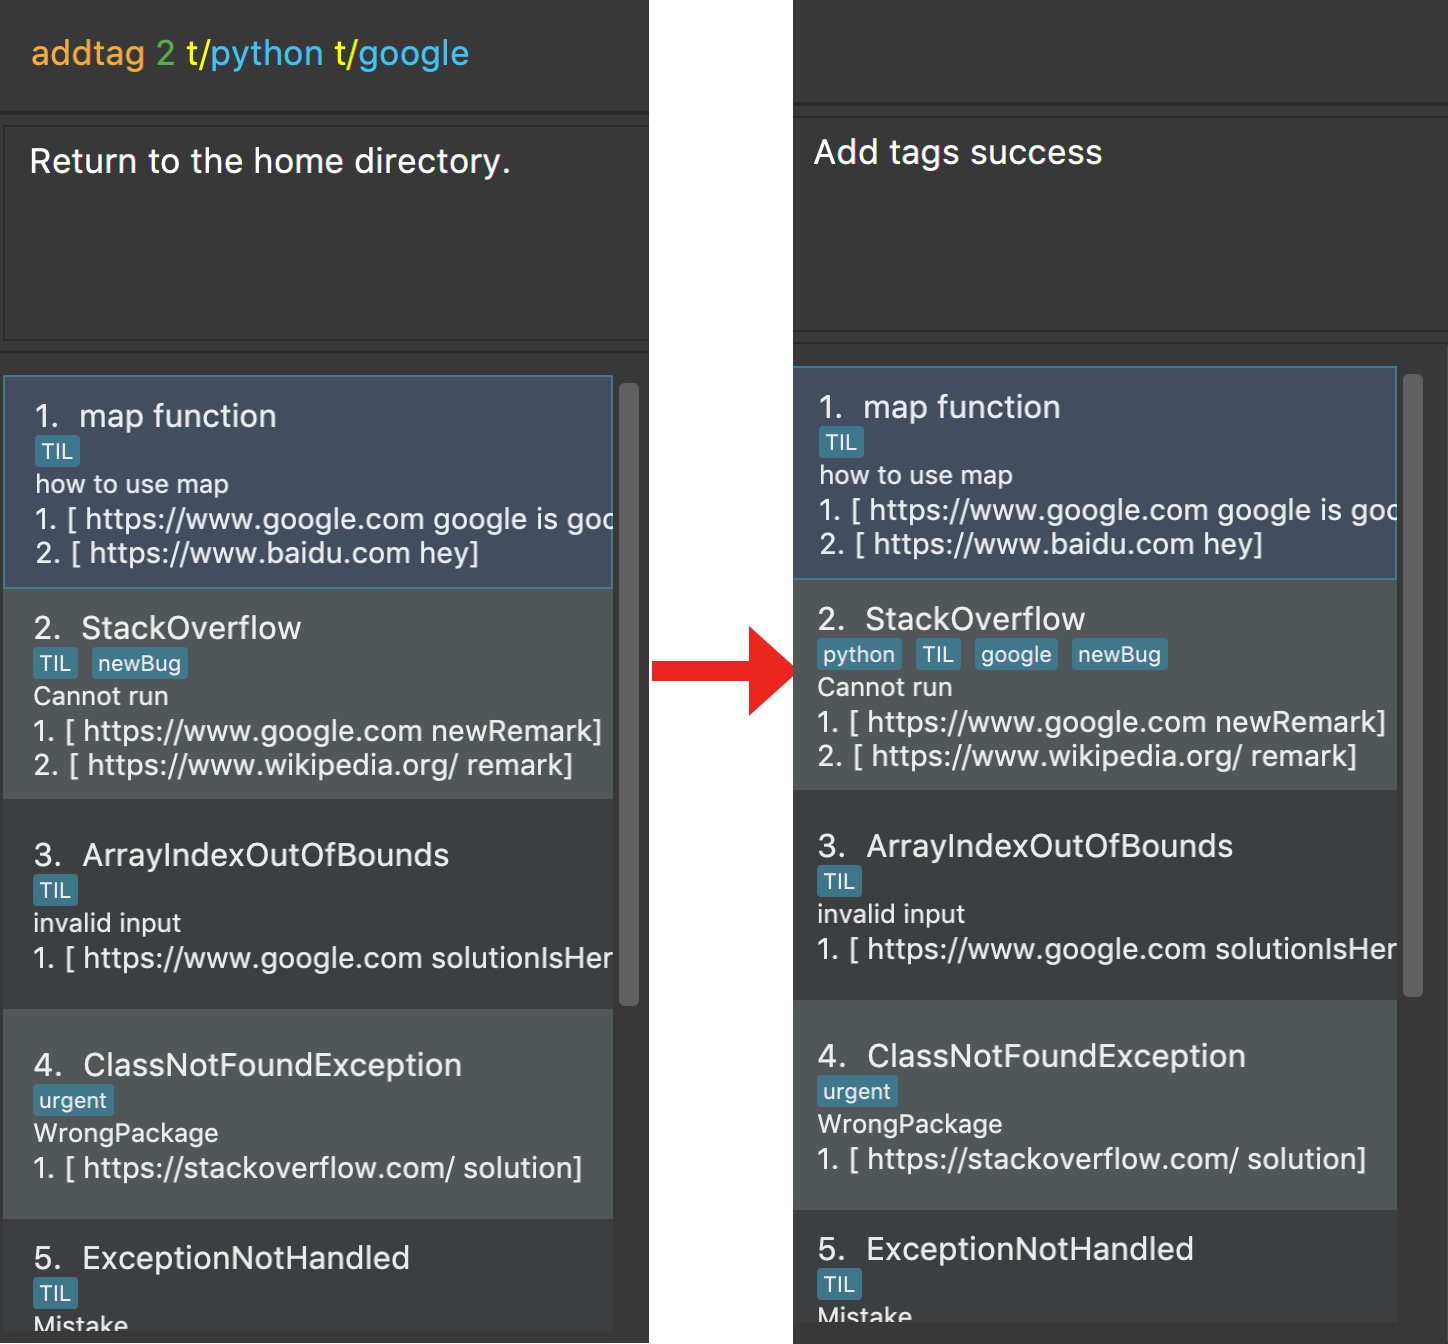 addtag 2 t/python t/google
Return to the home directory.
1. map function
TIL
how to use map
1. [ https://www.google.com google is goo
2. [ https://www.baidu.com hey]
2. StackOverflow
TIL newBug
Cannot run
1. [ https://www.google.com newRemark]
2. [ https://www.wikipedia.org/ remark]
3. ArrayIndexOutOfBounds
TIL
invalid input
1. [ https://www.google.com solutionIsHer
4. ClassNotFoundException
urgent
WrongPackage
1. [ https://stackoverflow.com/ solution]
5. ExceptionNotHandled
TIL
Mistake
Add tags success
1. map function
TIL
how to use map
1. [ https://www.google.com google is goo
2. [ https://www.baidu.com hey]
2. StackOverflow
python TIL google newBug
Cannot run
1. [ https://www.google.com newRemark]
2. [ https://www.wikipedia.org/ remark]
3. ArrayIndexOutOfBounds
TIL
invalid input
1. [ https://www.google.com solutionIsHer
4. ClassNotFoundException
urgent
WrongPackage
1. [ https://stackoverflow.com/ solution]
5. ExceptionNotHandled
TIL
Mistake